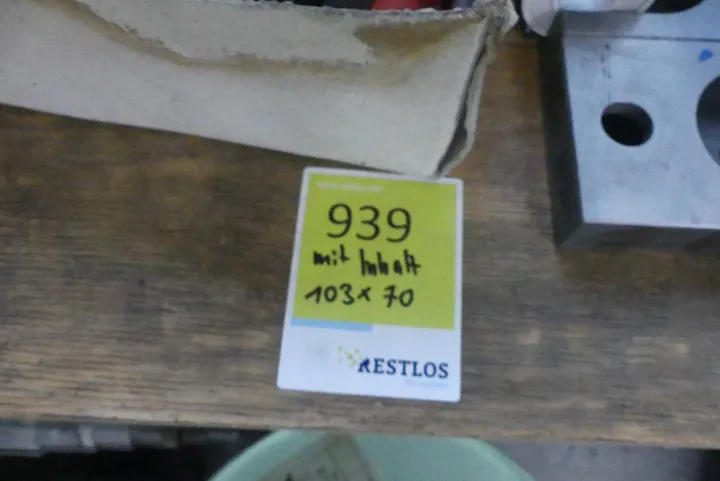 939
mit Inhalt
103x70
RESTLOS